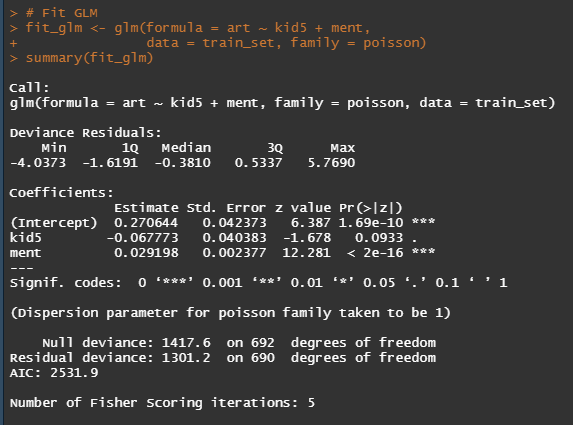 > # Fit GLM
> fit_glm <- glm(formula = art ~ kid5 + ment,
+                data = train_set, family = poisson)
> summary(fit_glm)

Call:
glm(formula = art ~ kid5 + ment, family = poisson, data = train_set)

Deviance Residuals:
    Min       1Q   Median       3Q      Max
-4.0373  -1.6191  -0.3810   0.5337   5.7690

Coefficients:
             Estimate Std. Error z value Pr(>|z|)
(Intercept)  0.270644   0.042373   6.387 1.69e-10 ***
kid5        -0.067773   0.040383  -1.678   0.0933 .
ment         0.029198   0.002377  12.281  < 2e-16 ***
---
Signif. codes:  0 ‘***’ 0.001 ‘**’ 0.01 ‘*’ 0.05 ‘.’ 0.1 ‘ ’ 1

(Dispersion parameter for poisson family taken to be 1)

    Null deviance: 1417.6  on 692  degrees of freedom
Residual deviance: 1301.2  on 690  degrees of freedom
AIC: 2531.9

Number of Fisher Scoring iterations: 5